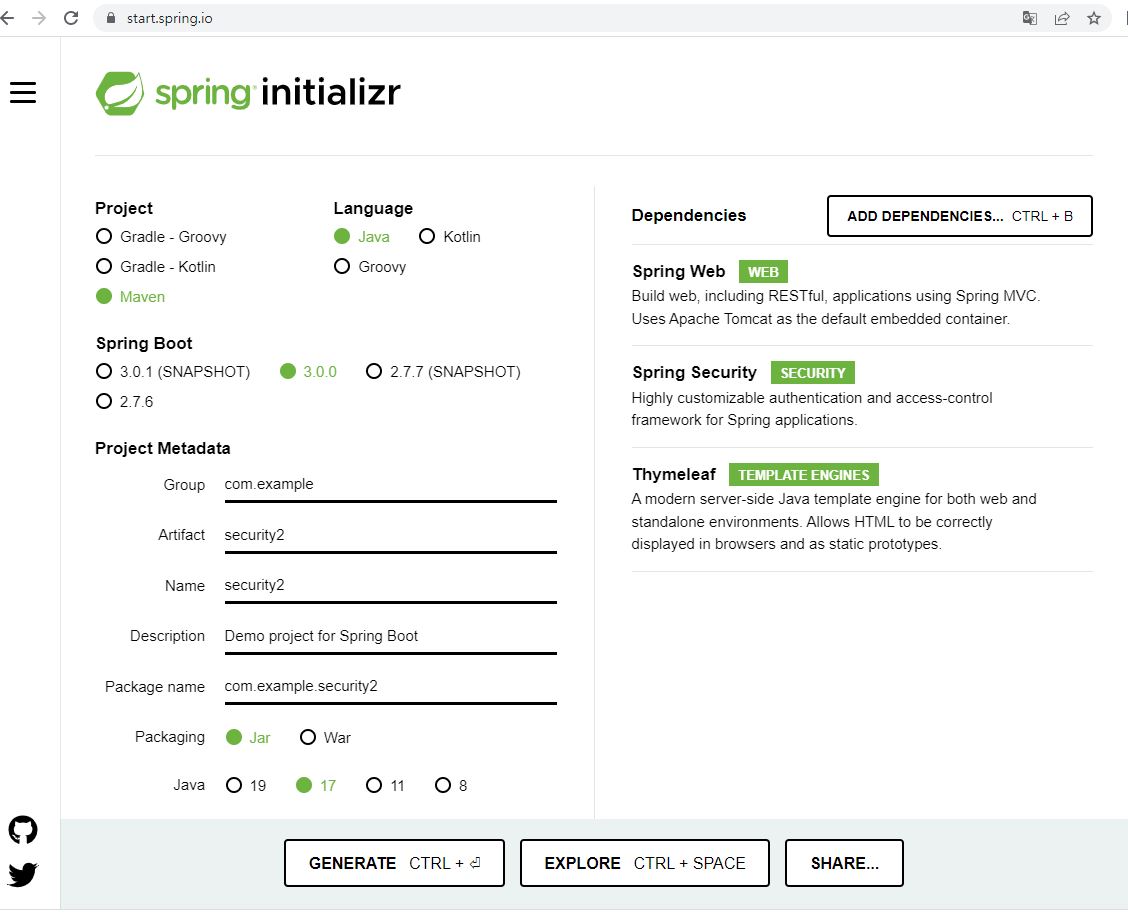 start.spring.io
spring initializr
Project
Gradle - Groovy
Gradle - Kotlin
Maven
Language
Java Kotlin
Groovy
Spring Boot
3.0.1 (SNAPSHOT) 3.0.0 2.7.7 (SNAPSHOT)
2.7.6
Project Metadata
Group com.example
Artifact security2
Name security2
Description Demo project for Spring Boot
Package name com.example.security2
Packaging Jar War
Java 19 17 11 8
Dependencies ADD DEPENDENCIES... CTRL + B
Spring Web WEB
Build web, including RESTful, applications using Spring MVC.
Uses Apache Tomcat as the default embedded container.
Spring Security SECURITY
Highly customizable authentication and access-control
framework for Spring applications.
Thymeleaf TEMPLATE ENGINES
A modern server-side Java template engine for both web and
standalone environments. Allows HTML to be correctly
displayed in browsers and as static prototypes.
GENERATE CTRL + ⏎ EXPLORE CTRL + SPACE SHARE...